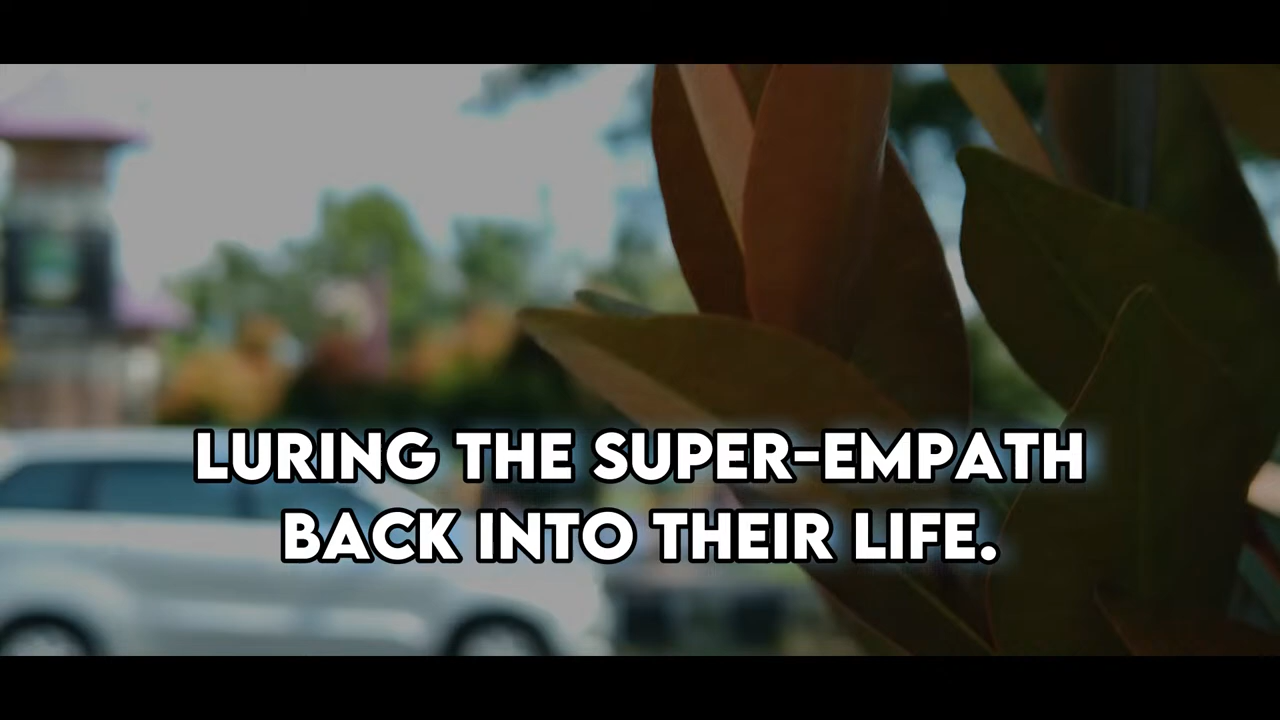 LURING THE SUPER-EMPATH
BACK INTO THEIR LIFE.